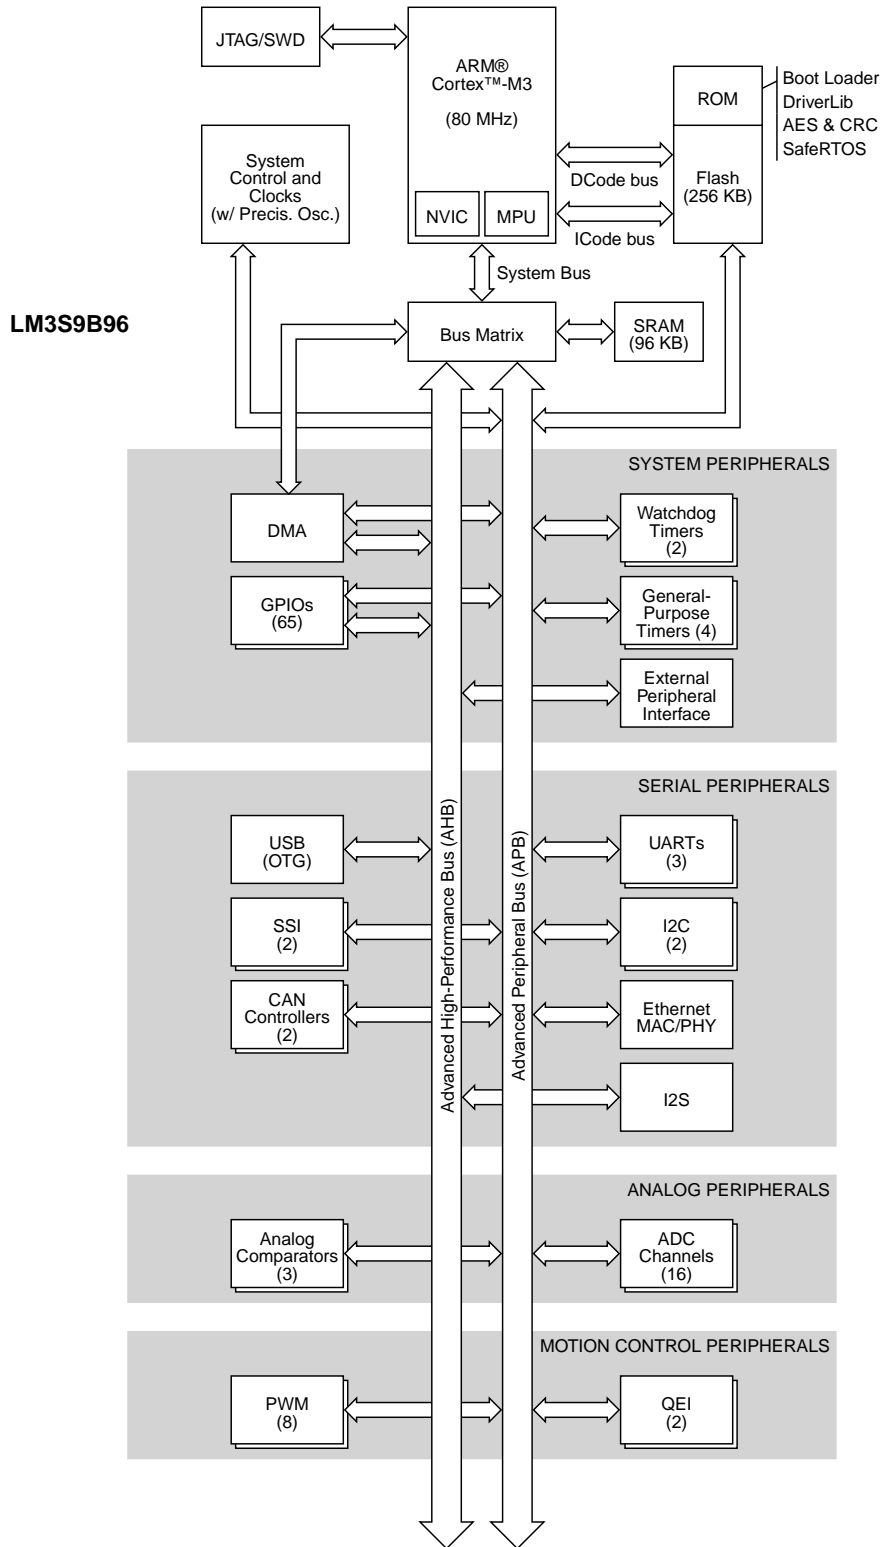 JTAG/SWD
ARM®
Cortex™-M3
(80 MHz)
NVIC
MPU
ROM
Flash
(256 KB)
Boot Loader
DriverLib
AES & CRC
SafeRTOS
System
Control and
Clocks
(w/ Precis. Osc.)
DCode bus
ICode bus
System Bus
LM3S9B96
Bus Matrix
SRAM
(96 KB)
SYSTEM PERIPHERALS
DMA
Watchdog
Timers
(2)
GPIOs
(65)
General-
Purpose
Timers (4)
External
Peripheral
Interface
Advanced High-Performance Bus (AHB)
Advanced Peripheral Bus (APB)
SERIAL PERIPHERALS
USB
(OTG)
UARTs
(3)
SSI
(2)
I2C
(2)
CAN
Controllers
(2)
Ethernet
MAC/PHY
I2S
ANALOG PERIPHERALS
Analog
Comparators
(3)
ADC
Channels
(16)
MOTION CONTROL PERIPHERALS
PWM
(8)
QEI
(2)